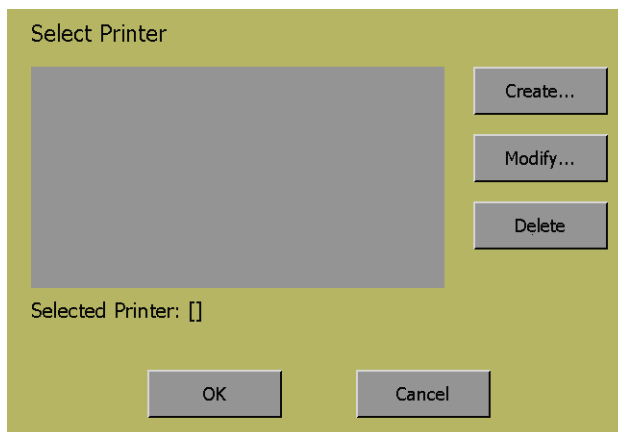 Select Printer
Create...
Modify...
Delete
Selected Printer: []
OK
Cancel